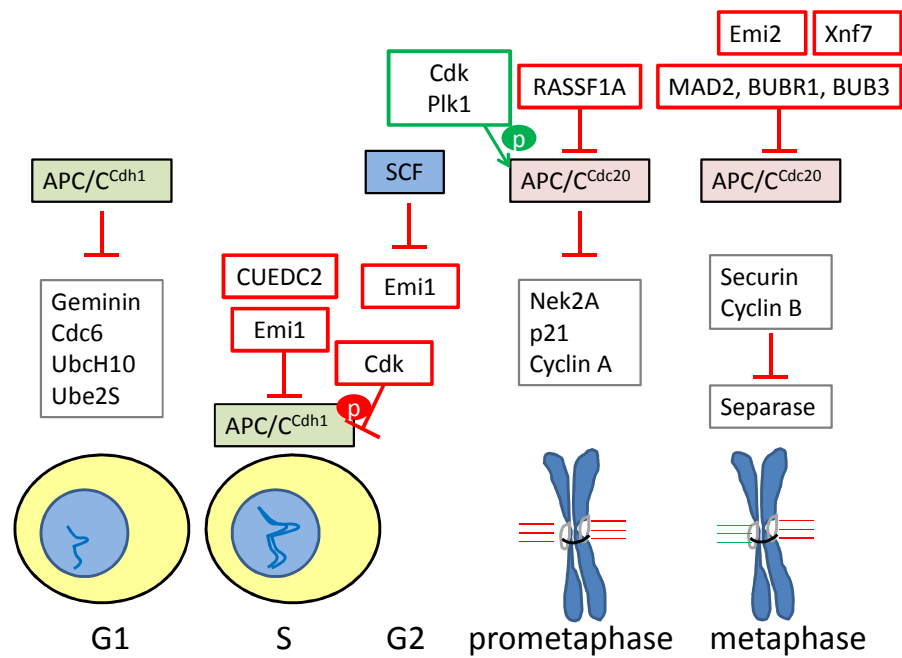 Emi2
Xnf7
Cdk
Plk1
RASSF1A
MAD2, BUBR1, BUB3
p
APC/C^Cdh1
SCF
APC/C^Cdc20
APC/C^Cdc20
CUEDC2
Emi1
Geminin
Cdc6
UbcH10
Ube2S
Emi1
Cdk
Nek2A
p21
Cyclin A
Securin
Cyclin B
p
APC/C^Cdh1
Separase
G1
S
G2
prometaphase
metaphase